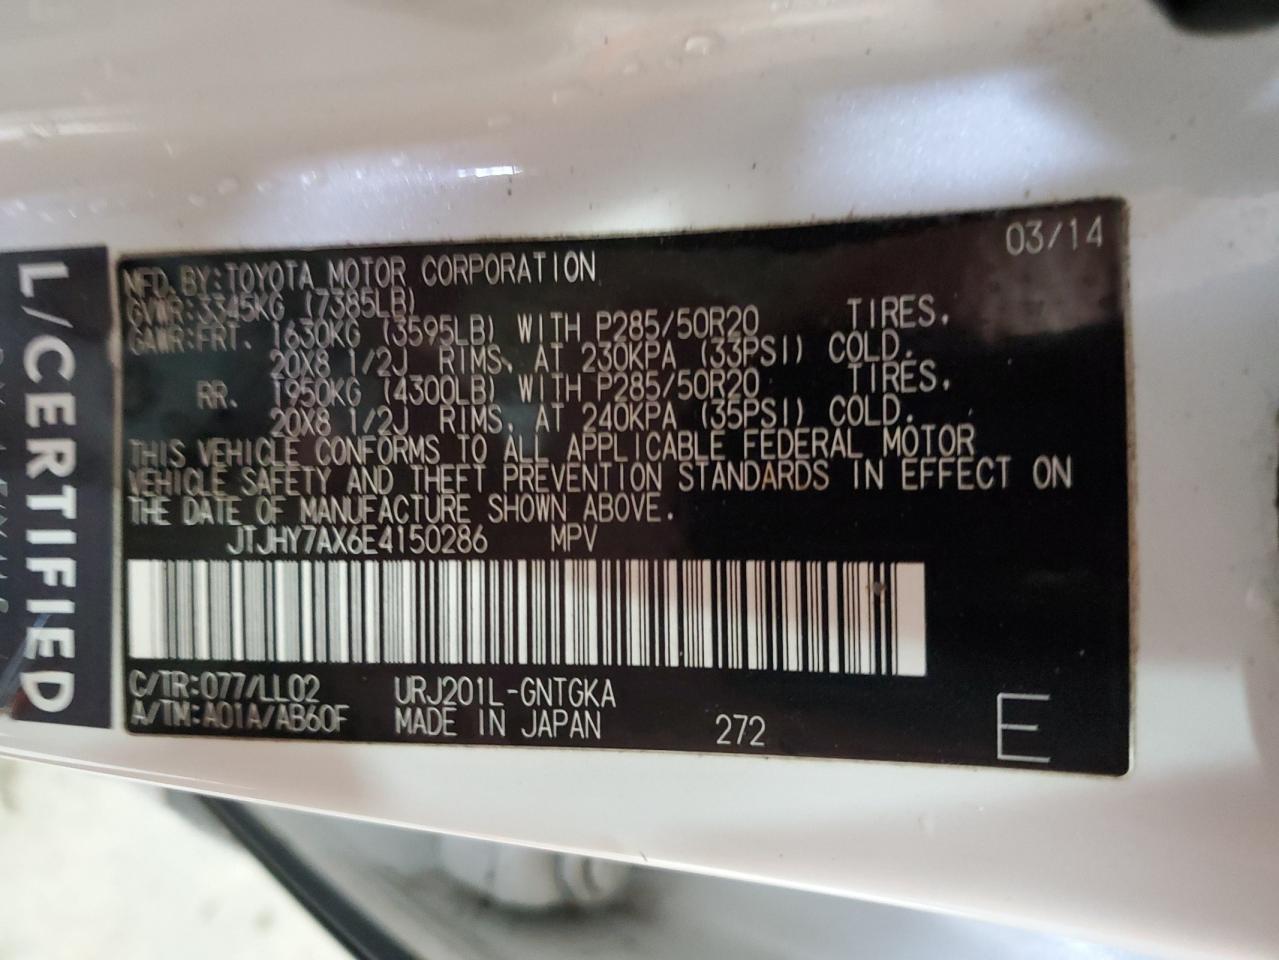 L/CERTIFIED
03/14
MFD. BY: TOYOTA MOTOR CORPORATION
GVWR: 3345KG (7385LB)
GAWR: FRT. 1630KG (3595LB) WITH P285/50R20 TIRES,
20X8 1/2J RIMS, AT 230KPA (33PSI) COLD.
RR. 1950KG (4300LB) WITH P285/50R20 TIRES,
20X8 1/2J RIMS, AT 240KPA (35PSI) COLD.
THIS VEHICLE CONFORMS TO ALL APPLICABLE FEDERAL MOTOR
VEHICLE SAFETY AND THEFT PREVENTION STANDARDS IN EFFECT ON
THE DATE OF MANUFACTURE SHOWN ABOVE.
JTJHY7AX6E4150286 MPV
C/TR: 077/LL02 URJ201L-GNTGKA
A/TM: A01A/AB60F MADE IN JAPAN 272 E